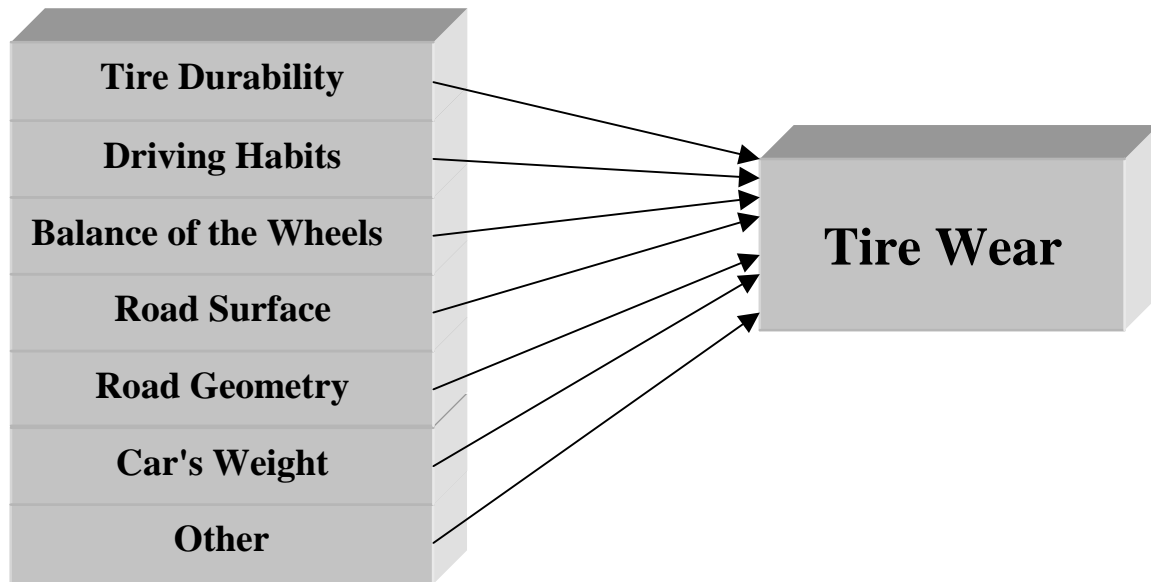 Tire Durability
Driving Habits
Balance of the Wheels
Road Surface
Road Geometry
Car's Weight
Other
Tire Wear